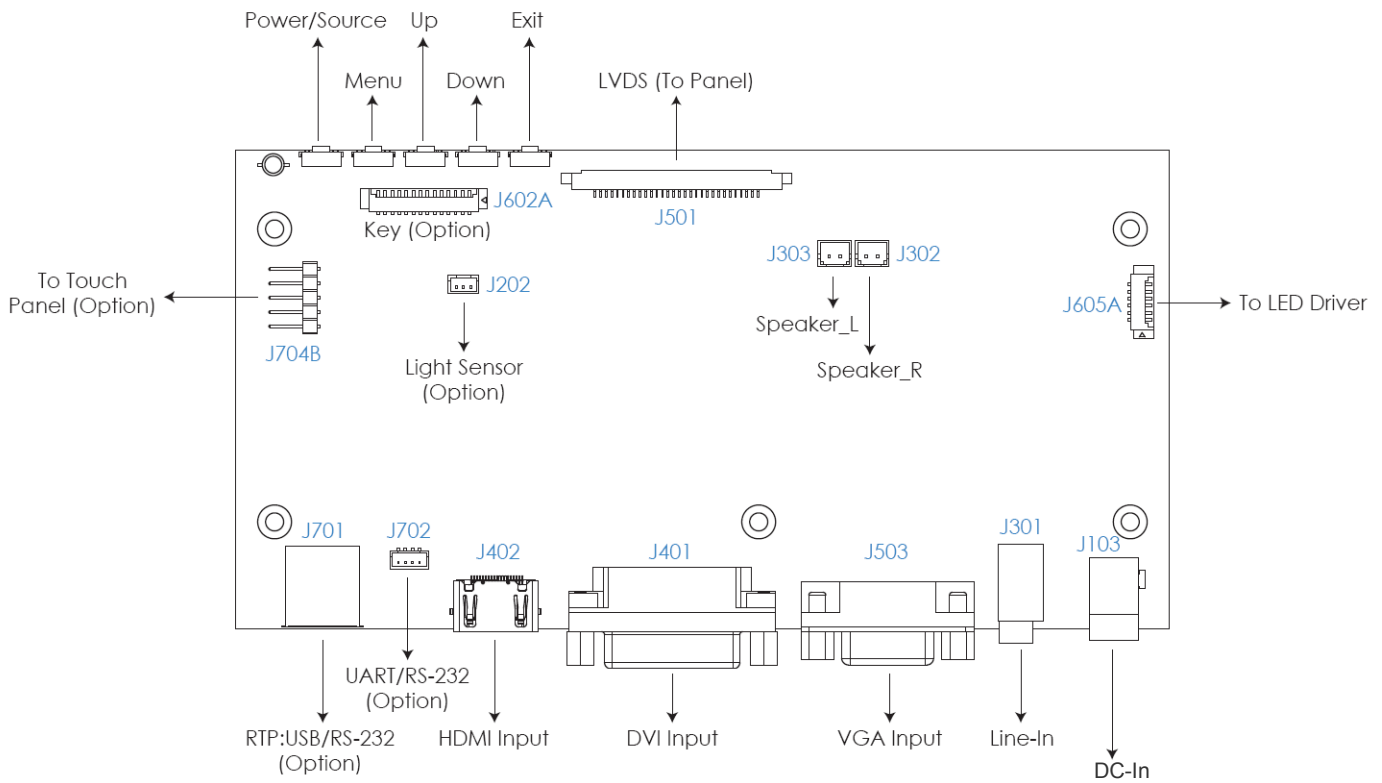 Power/Source Up Exit
Menu Down LVDS (To Panel)
J602A
J501
Key (Option)
J303 J302
To Touch
Panel (Option)
J202
J605A
To LED Driver
Speaker_L
J704B
Light Sensor
(Option)
Speaker_R
J701 J702 J402 J401 J503 J301 J103
UART/RS-232
(Option)
RTP:USB/RS-232
(Option)
HDMI Input
DVI Input
VGA Input
Line-In
DC-In